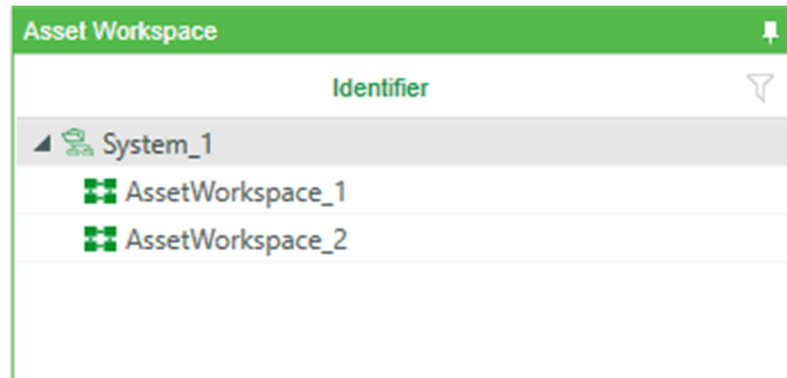 Asset Workspace
Identifier
System_1
AssetWorkspace_1
AssetWorkspace_2